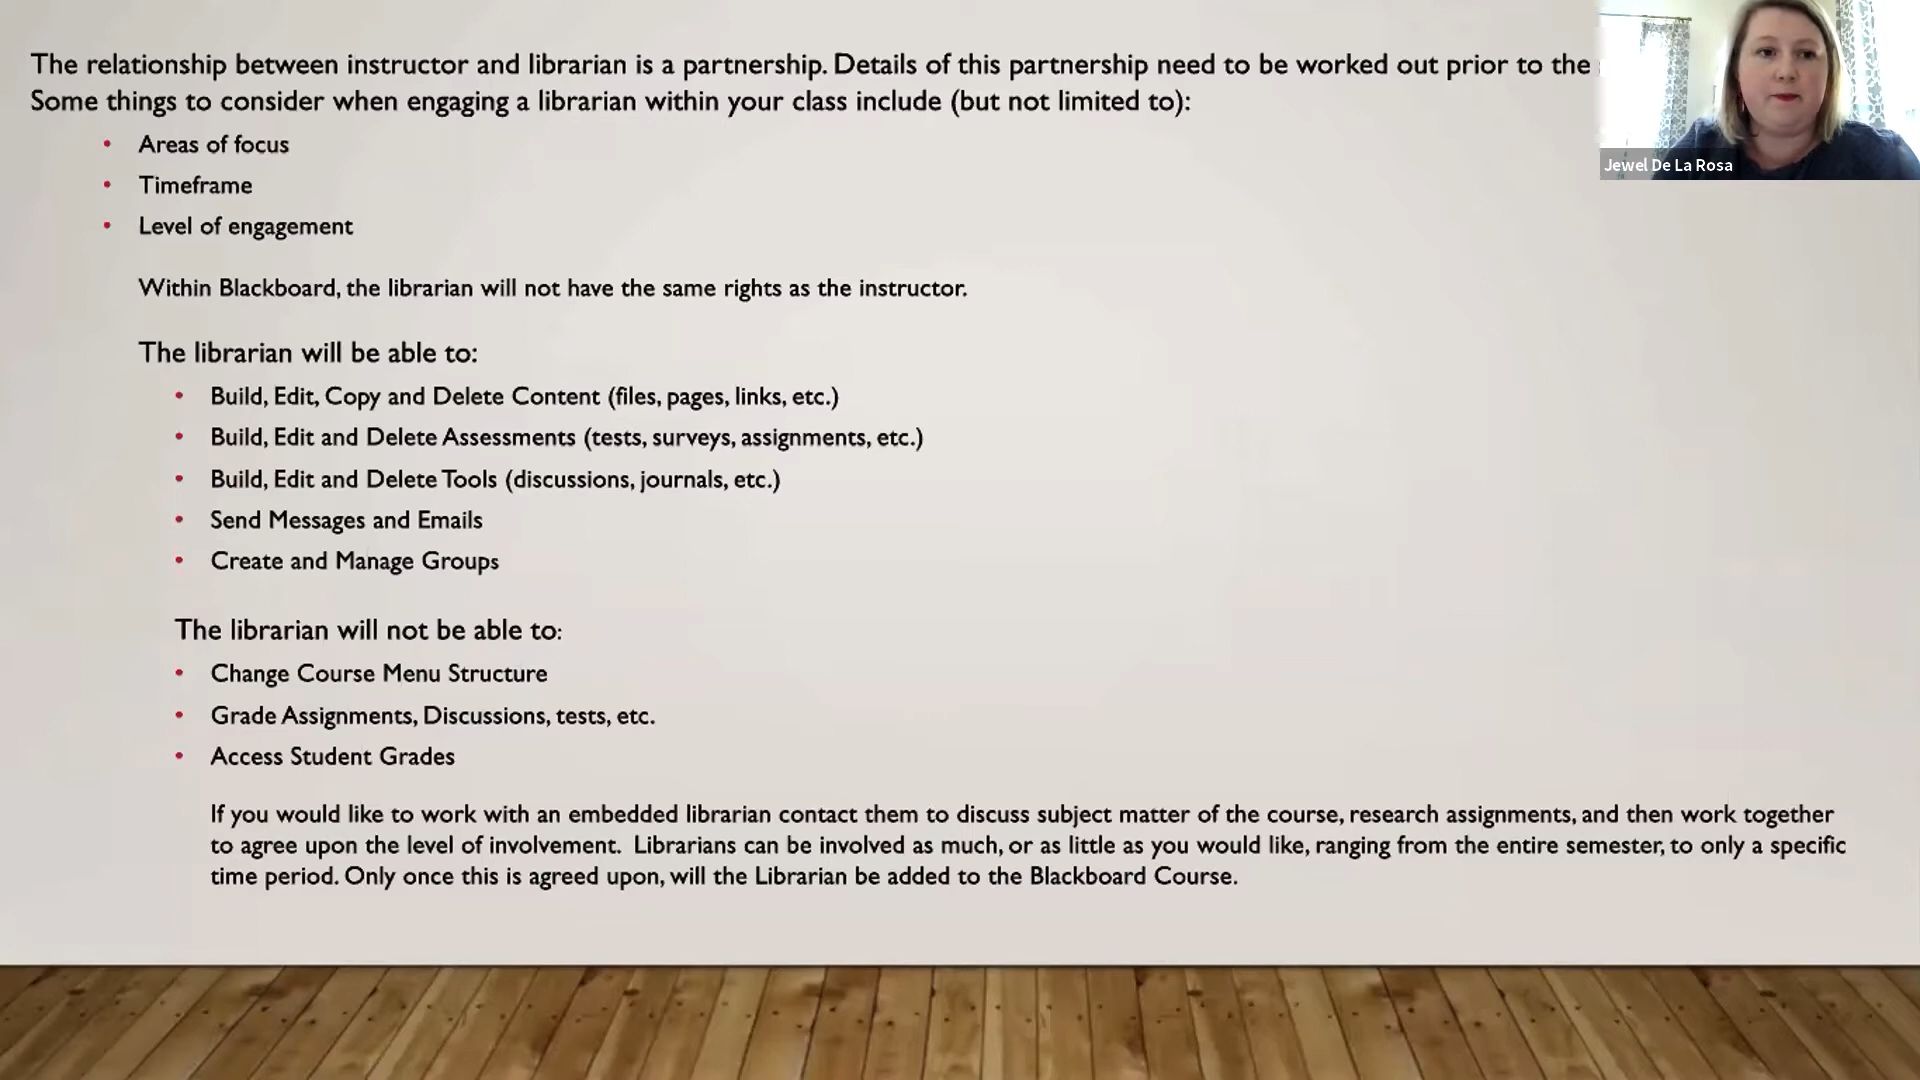 The relationship between instructor and librarian is a partnership. Details of this partnership need to be worked out prior to the
Some things to consider when engaging a librarian within your class include (but not limited to):
• Areas of focus
• Timeframe
• Level of engagement
Within Blackboard, the librarian will not have the same rights as the instructor.
The librarian will be able to:
• Build, Edit, Copy and Delete Content (files, pages, links, etc.)
• Build, Edit and Delete Assessments (tests, surveys, assignments, etc.)
• Build, Edit and Delete Tools (discussions, journals, etc.)
• Send Messages and Emails
• Create and Manage Groups
The librarian will not be able to:
• Change Course Menu Structure
• Grade Assignments, Discussions, tests, etc.
• Access Student Grades
If you would like to work with an embedded librarian contact them to discuss subject matter of the course, research assignments, and then work together
to agree upon the level of involvement.  Librarians can be involved as much, or as little as you would like, ranging from the entire semester, to only a specific
time period. Only once this is agreed upon, will the Librarian be added to the Blackboard Course.
Jewel De La Rosa